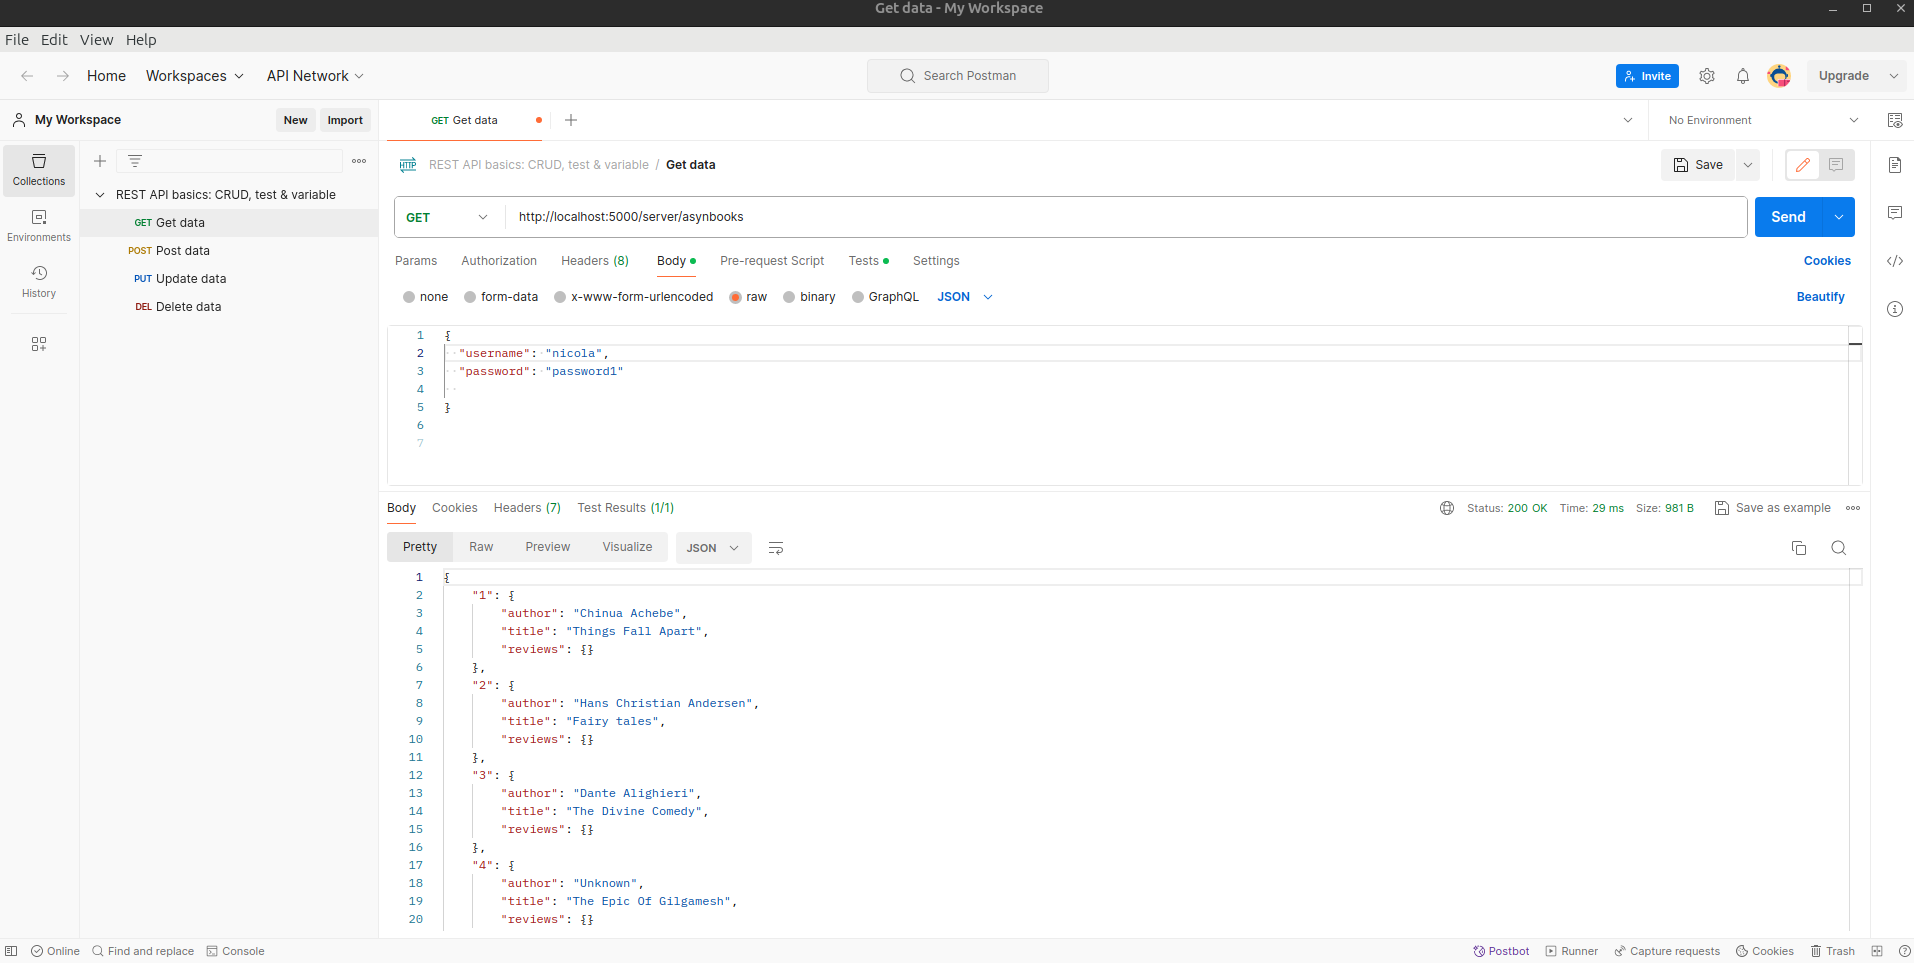 Get data - My Workspace
File Edit View Help
Home Workspaces API Network Search Postman Invite Upgrade
My Workspace New Import GET Get data No Environment
Collections
Environments
History
REST API basics: CRUD, test & variable
GET Get data
POST Post data
PUT Update data
DEL Delete data
HTTP REST API basics: CRUD, test & variable / Get data Save
GET http://localhost:5000/server/asynbooks Send
Params Authorization Headers (8) Body Pre-request Script Tests Settings Cookies
none form-data x-www-form-urlencoded raw binary GraphQL JSON Beautify
1 {
2 "username": "nicola",
3 "password": "password1"
4
5 }
6
7
Body Cookies Headers (7) Test Results (1/1) Status: 200 OK Time: 29 ms Size: 981 B Save as example
Pretty Raw Preview Visualize JSON
1 {
2 "1": {
3 "author": "Chinua Achebe",
4 "title": "Things Fall Apart",
5 "reviews": {}
6 },
7 "2": {
8 "author": "Hans Christian Andersen",
9 "title": "Fairy tales",
10 "reviews": {}
11 },
12 "3": {
13 "author": "Dante Alighieri",
14 "title": "The Divine Comedy",
15 "reviews": {}
16 },
17 "4": {
18 "author": "Unknown",
19 "title": "The Epic Of Gilgamesh",
20 "reviews": {}
Online Find and replace Console Postbot Runner Capture requests Cookies Trash